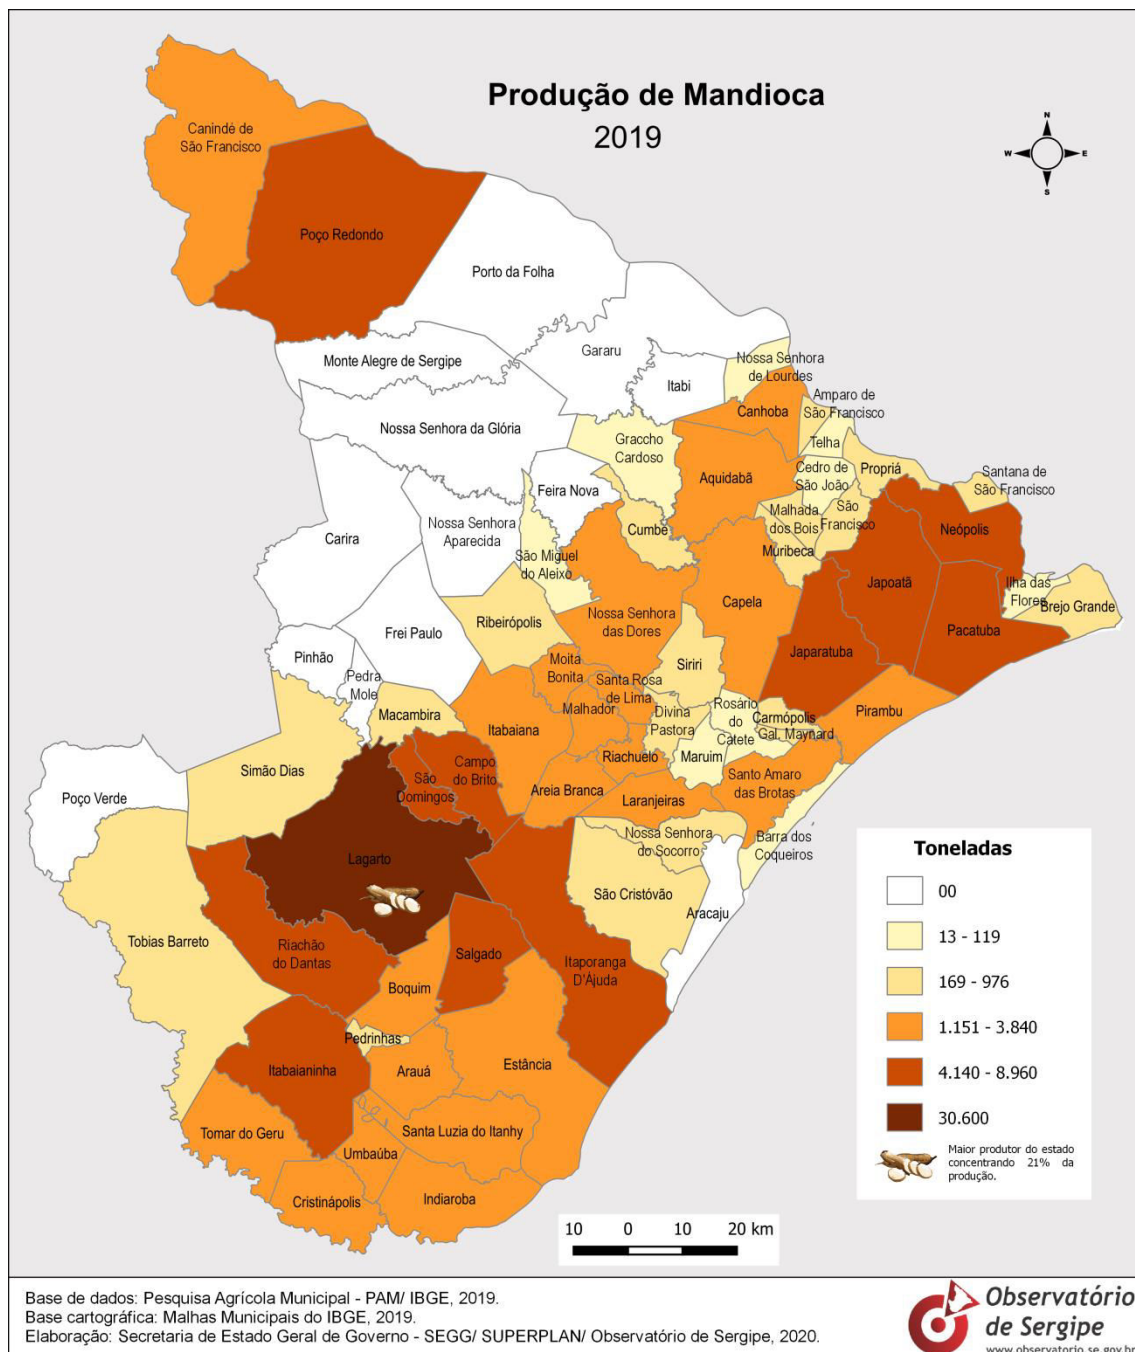 Produção de Mandioca
2019
N
W
E
S
Canindé de
São Francisco
Poço Redondo
Porto da Folha
Monte Alegre de Sergipe
Gararu
Itabi
Nossa Senhora
de Lourdes
Canhoba
Amparo de
São Francisco
Telha
Nossa Senhora da Glória
Graccho
Cardoso
Aquidabã
Cedro de
São João
Propriá
Santana de
São Francisco
Feira Nova
Cumbe
Malhada
dos Bois
São
Francisco
Neópolis
Carira
Nossa Senhora
Aparecida
São Miguel
do Aleixo
Muribeca
Japoatã
Ilha das
Flores
Brejo Grande
Ribeirópolis
Nossa Senhora
das Dores
Capela
Pacatuba
Frei Paulo
Japaratuba
Pinhão
Pedra
Mole
Moita
Bonita
Santa Rosa
de Lima
Siriri
Macambira
Itabaiana
Malhador
Divina
Pastora
Rosário
do
Catete
Carmópolis
Gal. Maynard
Pirambu
Simão Dias
São
Domingos
Campo
do Brito
Riachuelo
Maruim
Poço Verde
Areia Branca
Laranjeiras
Santo Amaro
das Brotas
Lagarto
Nossa Senhora
do Socorro
Barra dos
Coqueiros
São Cristóvão
Aracaju
Tobias Barreto
Riachão
do Dantas
Salgado
Itaporanga
D'Ájuda
Boquim
Pedrinhas
Itabaianinha
Arauá
Estância
Tomar do Geru
Santa Luzia do Itanhy
Umbaúba
Cristinápolis
Indiaroba
Toneladas
00
13 - 119
169 - 976
1.151 - 3.840
4.140 - 8.960
30.600
Maior produtor do estado
concentrando 21% da
produção.
10 0 10 20 km
Base de dados: Pesquisa Agrícola Municipal - PAM/ IBGE, 2019.
Base cartográfica: Malhas Municipais do IBGE, 2019.
Elaboração: Secretaria de Estado Geral de Governo - SEGG/ SUPERPLAN/ Observatório de Sergipe, 2020.
Observatório
de Sergipe
www.observatorio.se.gov.br